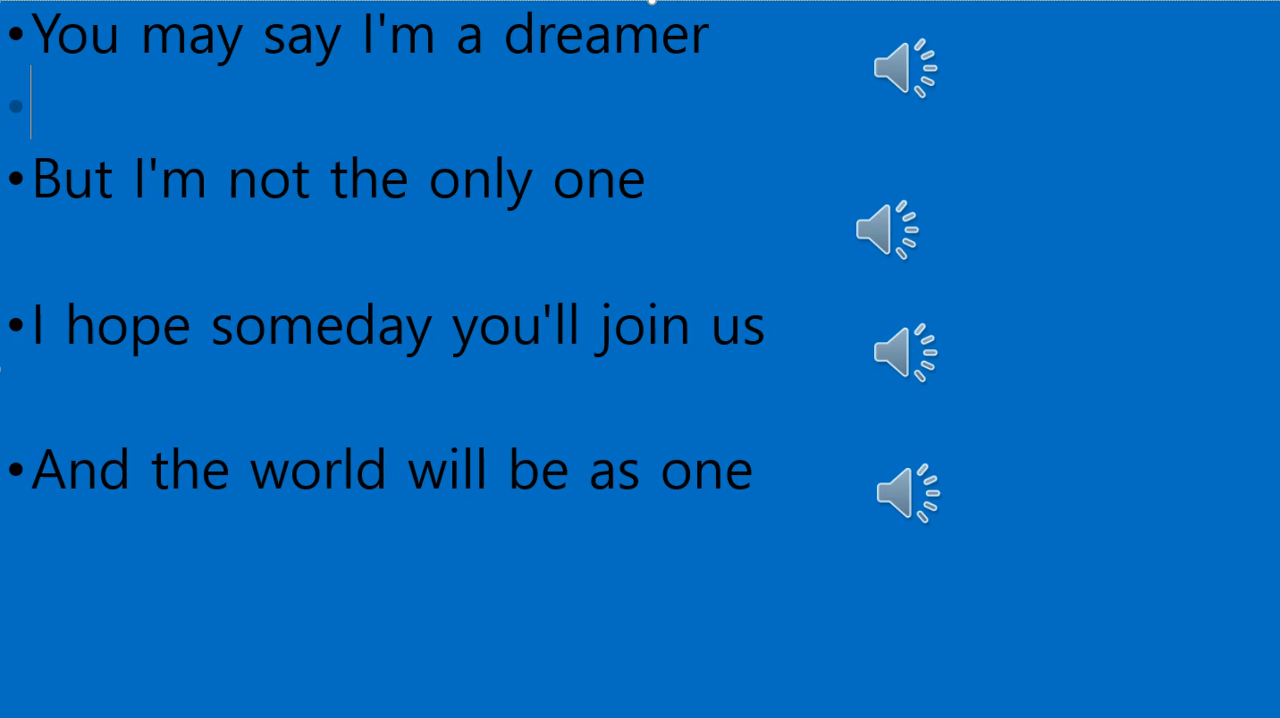 •You may say I'm a dreamer
•
•But I'm not the only one
•I hope someday you'll join us
•And the world will be as one